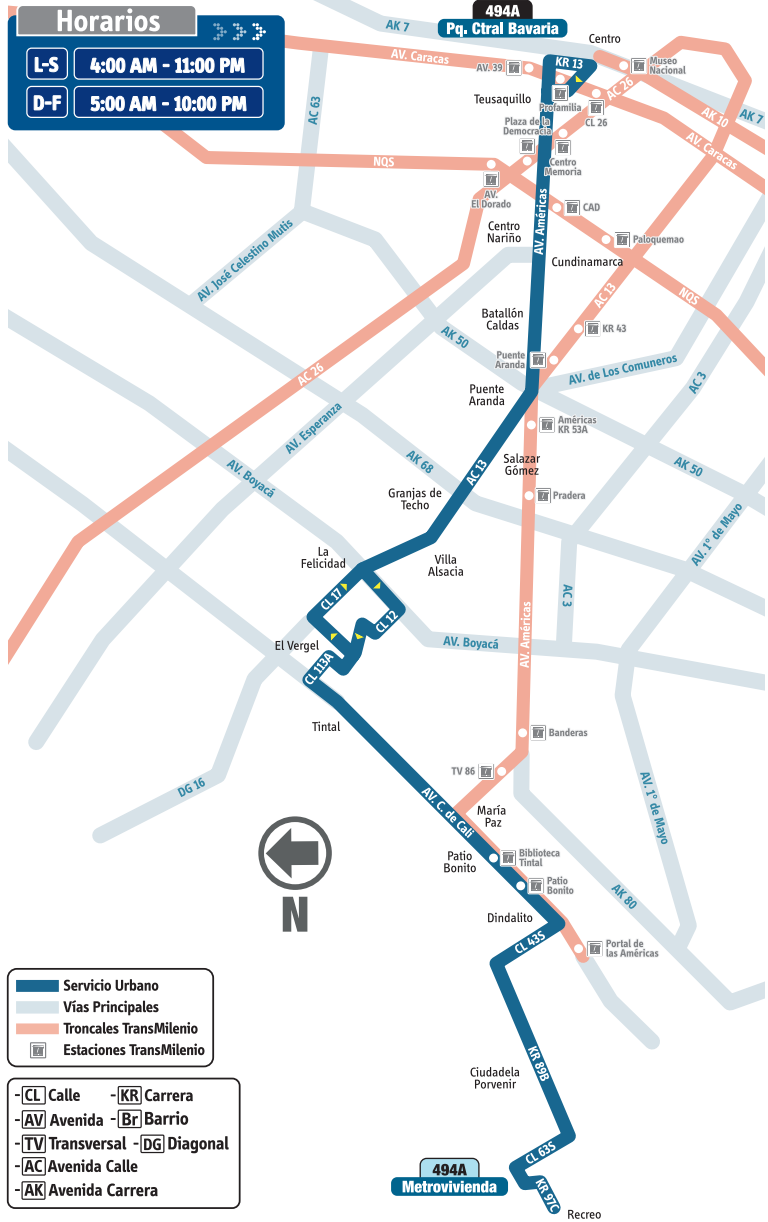 Horarios
L-S
4:00 AM - 11:00 PM
D-F
5:00 AM - 10:00 PM
494A
Pq. Ctral Bavaria
AK 7
Centro
AV. Caracas
AV. 39
KR 13
Museo
Nacional
AC 63
Teusaquillo
Profamilia
AC 26
CL 26
AK 10
AK 7
Plaza de la
Democracia
AV. Caracas
NQS
Centro
Memoria
AV.
El Dorado
AV. Américas
CAD
AV. José Celestino Mutis
Centro
Nariño
Paloquemao
Cundinamarca
AC 13
NQS
Batallón
Caldas
AK 50
KR 43
Puente
Aranda
AV. de Los Comuneros
AC 26
AC 3
Puente
Aranda
AV. Esperanza
Américas
KR 53A
AV. Boyacá
AK 68
AC 13
Salazar
Gómez
AK 50
Granjas de
Techo
Pradera
AV. 1° de Mayo
La
Felicidad
Villa
Alsacia
CL 17
CL 12
AC 3
AV. Américas
El Vergel
AV. Boyacá
CL 113A
Tintal
Banderas
TV 86
DG 16
AV. C. de Cali
María
Paz
AV. 1° de Mayo
Patio
Bonito
Biblioteca
Tintal
Patio
Bonito
AK 80
N
Dindalito
CL 43S
Portal de
las Américas
Servicio Urbano
Vías Principales
Troncales TransMilenio
Estaciones TransMilenio
KR 89B
Ciudadela
Porvenir
-CL Calle -KR Carrera
-AV Avenida -Br Barrio
-TV Transversal -DG Diagonal
-AC Avenida Calle
-AK Avenida Carrera
CL 63S
494A
Metrovivienda
KR 97C
Recreo